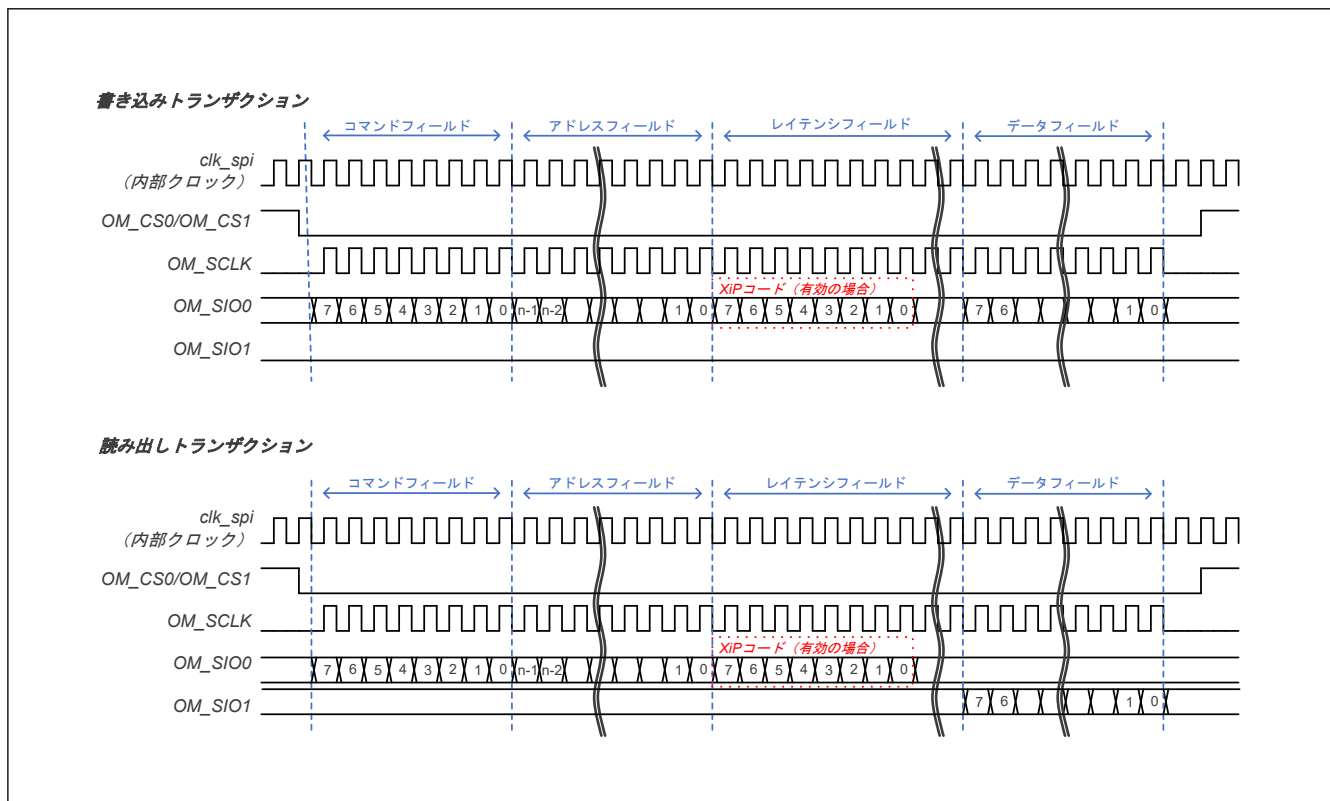 書き込みトランザクション
コマンドフィールド アドレスフィールド レイテンシフィールド データフィールド
clk_spi
（内部クロック）
OM_CS0/OM_CS1
OM_SCLK
XiPコード（有効の場合）
OM_SIO0 7 6 5 4 3 2 1 0 n-1 n-2 1 0 7 6 5 4 3 2 1 0 7 6 1 0
OM_SIO1
読み出しトランザクション
コマンドフィールド アドレスフィールド レイテンシフィールド データフィールド
clk_spi
（内部クロック）
OM_CS0/OM_CS1
OM_SCLK
XiPコード（有効の場合）
OM_SIO0 7 6 5 4 3 2 1 0 n-1 n-2 1 0 7 6 5 4 3 2 1 0
OM_SIO1 7 6 1 0